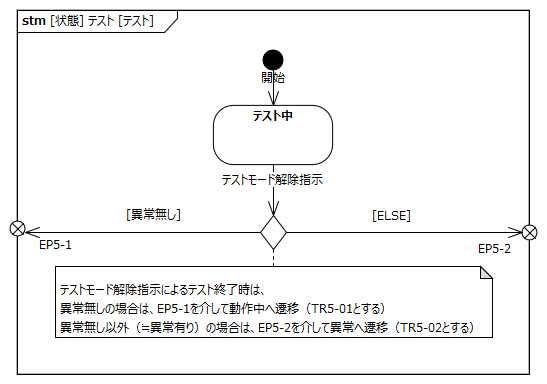 stm [状態] テスト [テスト]
開始
テスト中
テストモード解除指示
[異常無し]
[ELSE]
EP5-1
EP5-2
テストモード解除指示によるテスト終了時は、
異常無しの場合は、EP5-1を介して動作中へ遷移（TR5-01とする）
異常無し以外（≒異常有り）の場合は、EP5-2を介して異常へ遷移（TR5-02とする）